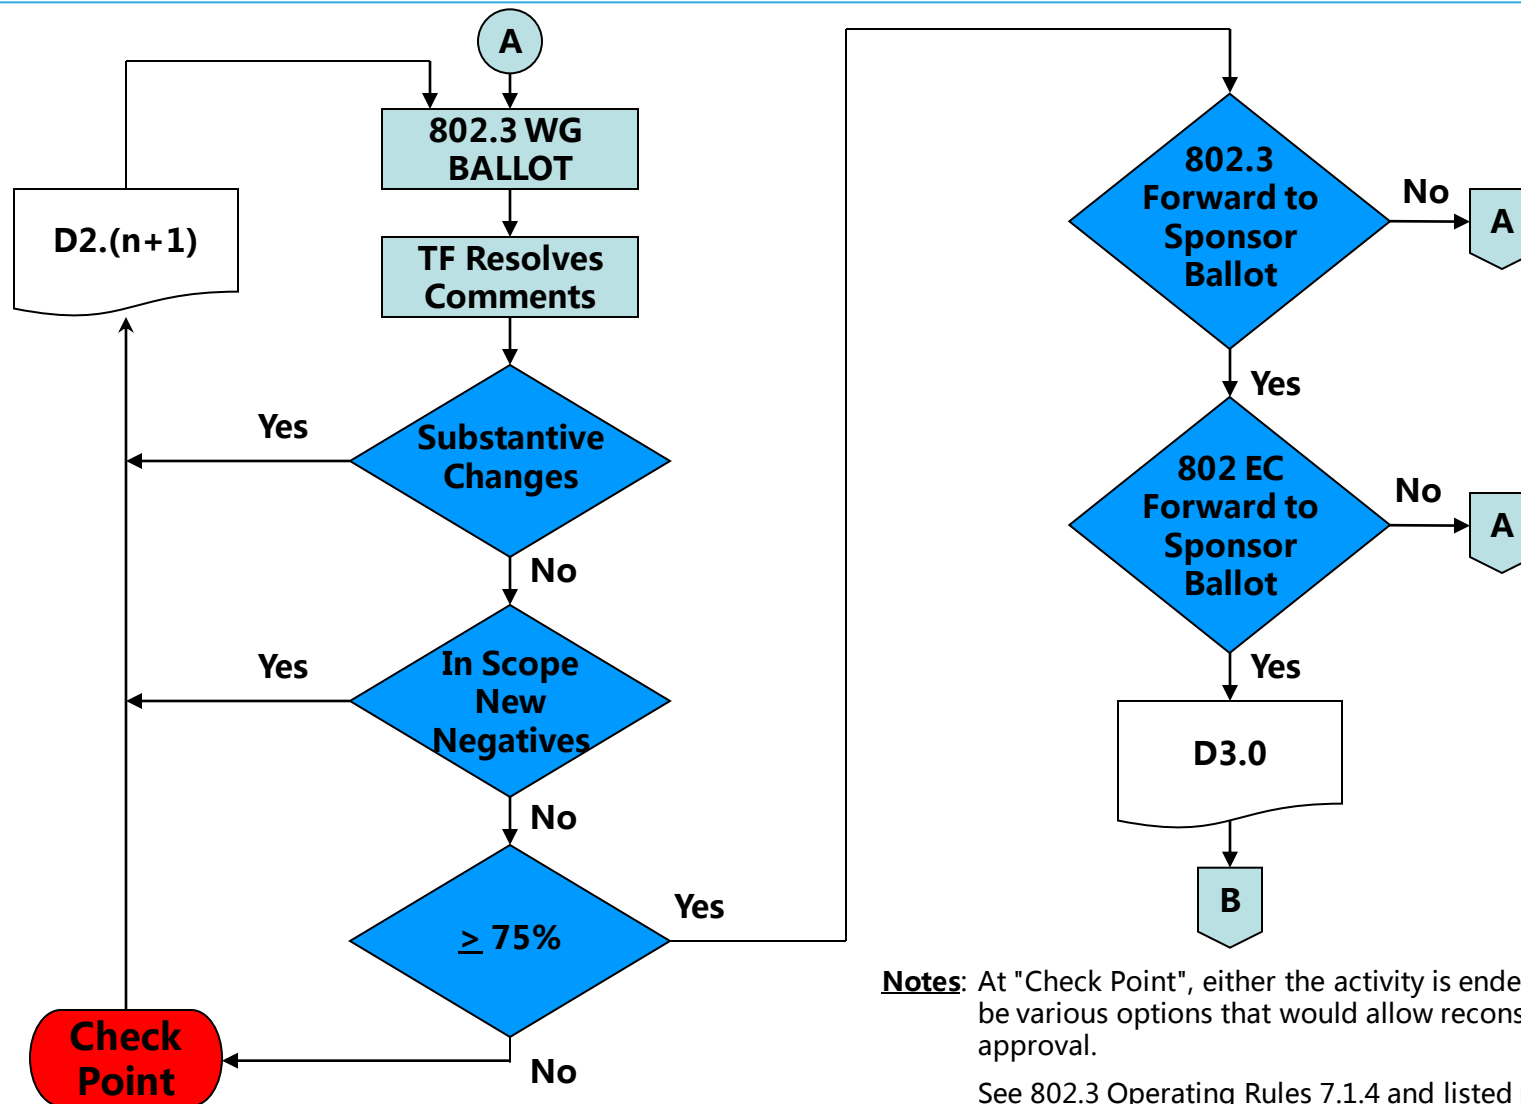 A
802.3 WG
BALLOT
D2.(n+1)
TF Resolves
Comments
Yes
Substantive
Changes
No
Yes
In Scope
New
Negatives
No
≥ 75%
Yes
No
Check
Point
802.3
Forward to
Sponsor
Ballot
No
A
Yes
802 EC
Forward to
Sponsor
Ballot
No
A
Yes
D3.0
B
Notes: At "Check Point", either the activity is ende
be various options that would allow recons
approval.
See 802.3 Operating Rules 7.1.4 and listed